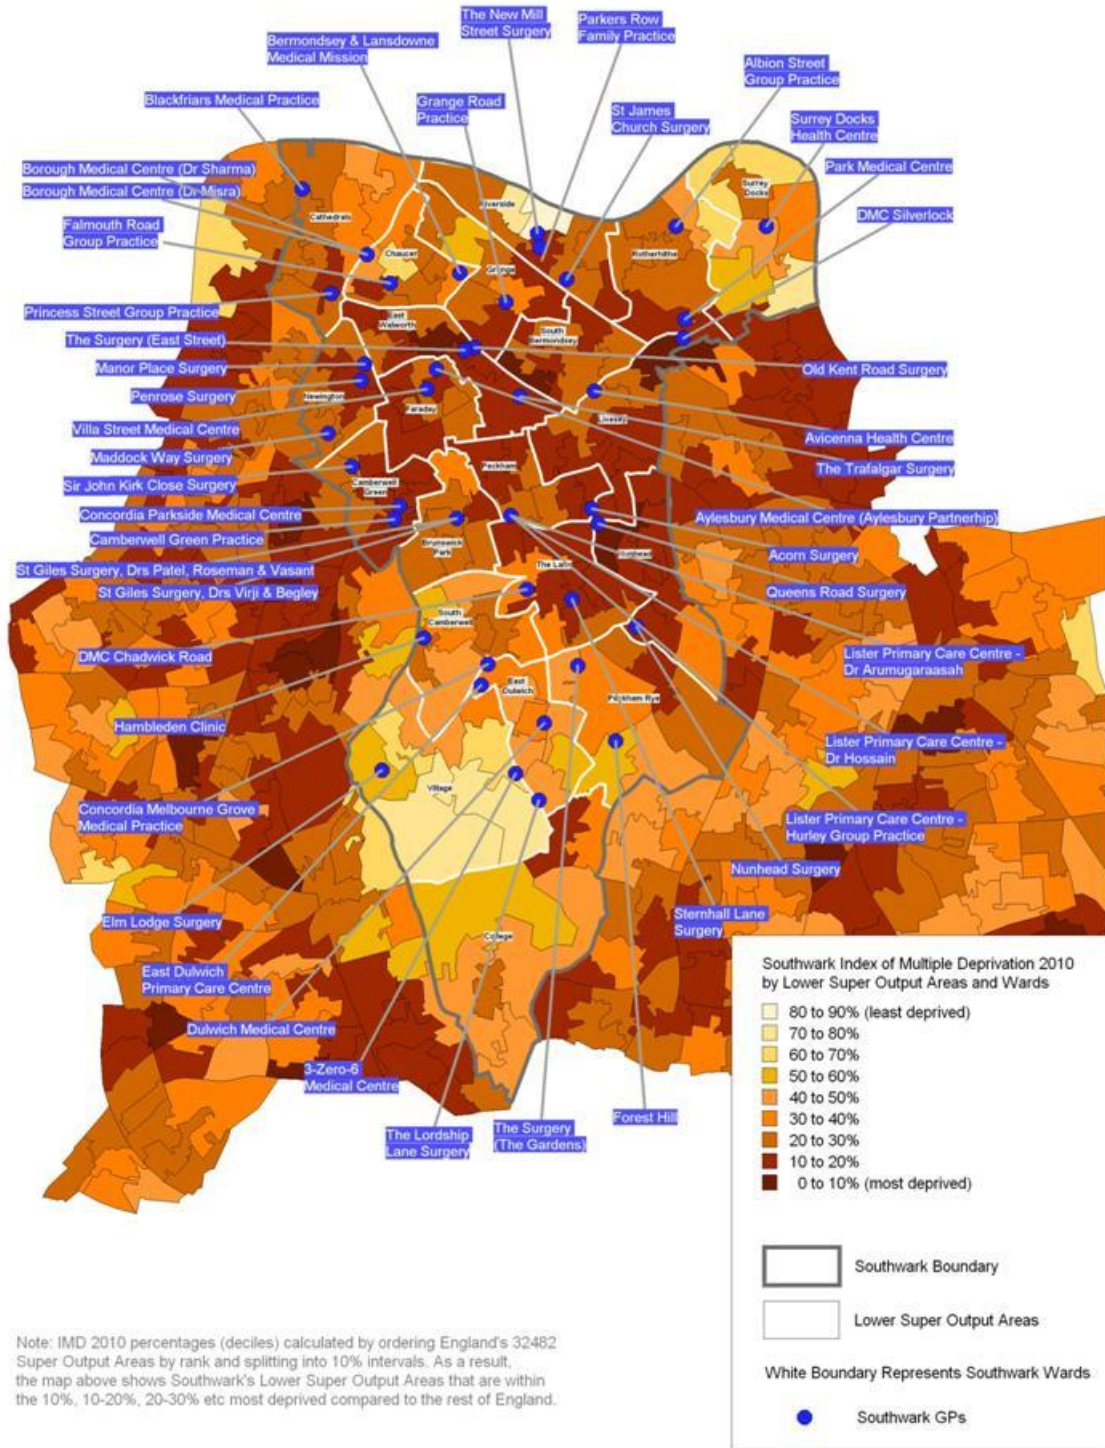 The New Mill
Street Surgery
Parkers Row
Family Practice
Bermondsey & Lansdowne
Medical Mission
Albion Street
Group Practice
Blackfriars Medical Practice
Grange Road
Practice
St James
Church Surgery
Surrey Docks
Health Centre
Borough Medical Centre (Dr Sharma)
Park Medical Centre
Borough Medical Centre (Dr Misra)
DMC Silverlock
Falmouth Road
Group Practice
Princess Street Group Practice
The Surgery (East Street)
Manor Place Surgery
Old Kent Road Surgery
Penrose Surgery
Villa Street Medical Centre
Avicenna Health Centre
Maddock Way Surgery
The Trafalgar Surgery
Sir John Kirk Close Surgery
Concordia Parkside Medical Centre
Aylesbury Medical Centre (Aylesbury Partnerhip)
Camberwell Green Practice
Acorn Surgery
St Giles Surgery, Drs Patel, Roseman & Vasant
St Giles Surgery, Drs Virji & Begley
Queens Road Surgery
DMC Chadwick Road
Lister Primary Care Centre -
Dr Arumugaraasah
Hambleden Clinic
Lister Primary Care Centre -
Dr Hossain
Concordia Melbourne Grove
Medical Practice
Lister Primary Care Centre -
Hurley Group Practice
Nunhead Surgery
Elm Lodge Surgery
Sternhall Lane
Surgery
East Dulwich
Primary Care Centre
Dulwich Medical Centre
3-Zero-6
Medical Centre
The Lordship
Lane Surgery
The Surgery
(The Gardens)
Forest Hill
Surrey
Docks
Riverside
Cathedrals
Chaucer
Grange
Rotherhithe
East
Walworth
South
Bermondsey
Newington
Faraday
Livesey
Peckham
Camberwell
Green
Brunswick
Park
The Lane
Nunhead
South
Camberwell
East
Dulwich
Peckham Rye
Village
College
Southwark Index of Multiple Deprivation 2010
by Lower Super Output Areas and Wards
80 to 90% (least deprived)
70 to 80%
60 to 70%
50 to 60%
40 to 50%
30 to 40%
20 to 30%
10 to 20%
0 to 10% (most deprived)
Southwark Boundary
Lower Super Output Areas
White Boundary Represents Southwark Wards
Southwark GPs
Note: IMD 2010 percentages (deciles) calculated by ordering England's 32482
Super Output Areas by rank and splitting into 10% intervals. As a result,
the map above shows Southwark's Lower Super Output Areas that are within
the 10%, 10-20%, 20-30% etc most deprived compared to the rest of England.